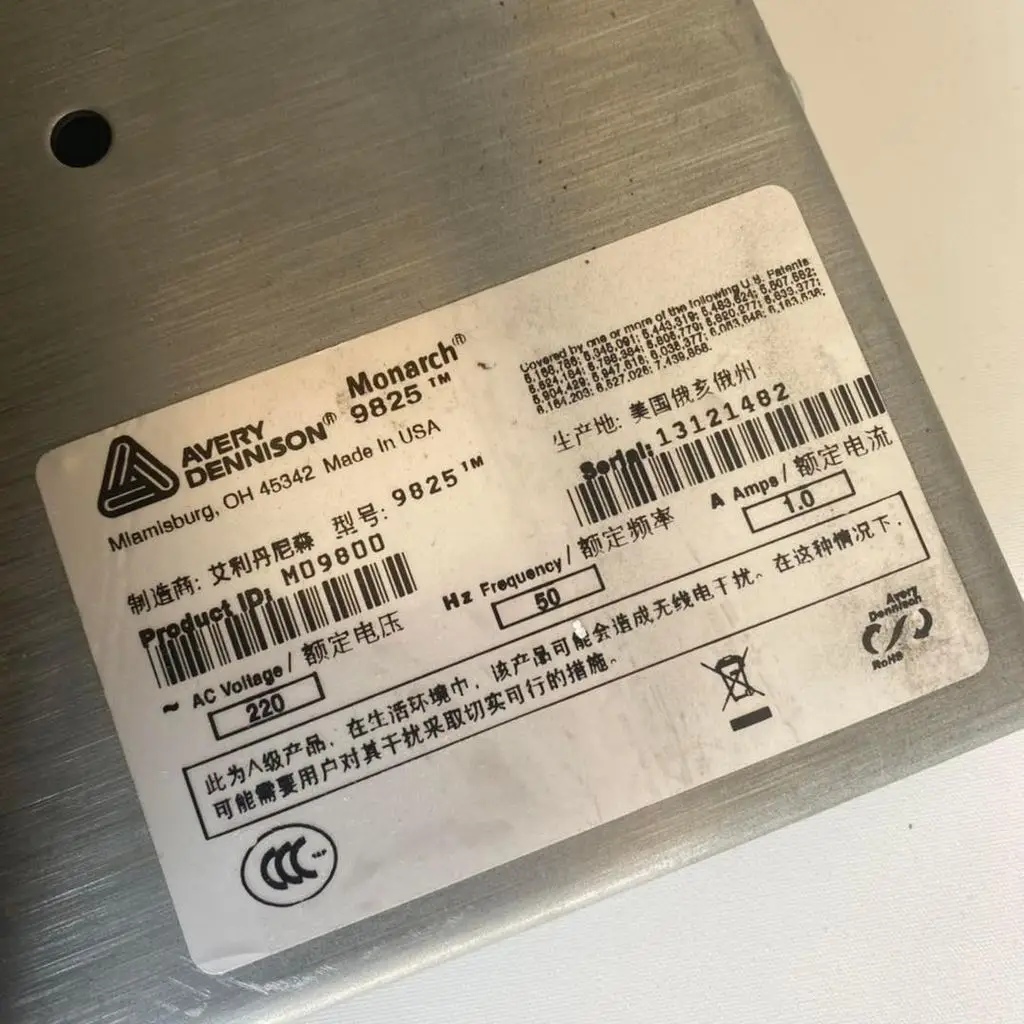 AVERY
DENNISON®
Monarch®
9825™
Miamisburg, OH 45342 Made In USA
制造商: 艾利丹尼森 型号: 9825™
Product ID: M09800
~ AC Voltage / 额定电压
220
Covered by one or more of the following U.S. Patents:
生产地: 美国俄亥俄州
Serial: 13121482
Hz Frequency / 额定频率
50
A Amps / 额定电流
1.0
此为A级产品, 在生活环境中, 该产品可能会造成无线电干扰。在这种情况下,
可能需要用户对其干扰采取切实可行的措施。
CCC
Avery
Dennison
RoHS